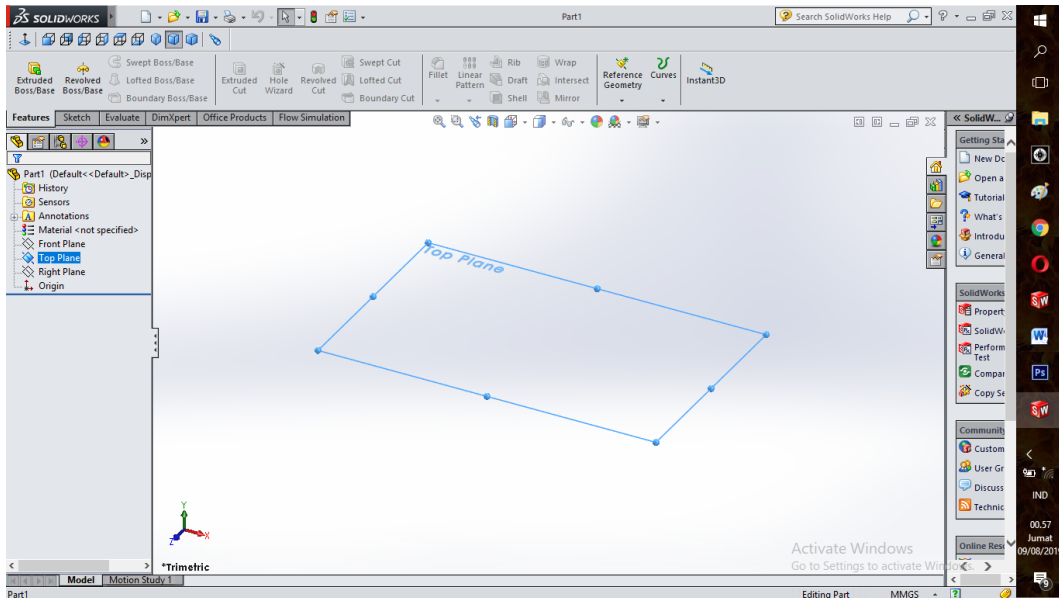 SOLIDWORKS
Part1
Search SolidWorks Help
Extruded Boss/Base
Revolved Boss/Base
Swept Boss/Base
Lofted Boss/Base
Boundary Boss/Base
Extruded Cut
Hole Wizard
Revolved Cut
Swept Cut
Lofted Cut
Boundary Cut
Fillet
Linear Pattern
Rib
Draft
Shell
Wrap
Intersect
Mirror
Reference Geometry
Curves
Instant3D
Features
Sketch
Evaluate
DimXpert
Office Products
Flow Simulation
Part1 (Default<<Default>_Disp
History
Sensors
Annotations
Material <not specified>
Front Plane
Top Plane
Right Plane
Origin
Top Plane
Y
X
Z
*Trimetric
« SolidW...
Getting Sta
New Do
Open a
Tutorial
What's
Introdu
General
SolidWorks
Propert
SolidW
Perform
Test
Compar
Copy Se
Community
Custom
User Gr
Discuss
Technic
Online Reso
Activate Windows
Go to Settings to activate Windows.
Model
Motion Study 1
Part1
Editing Part
MMGS
IND
00.57
Jumat
09/08/201